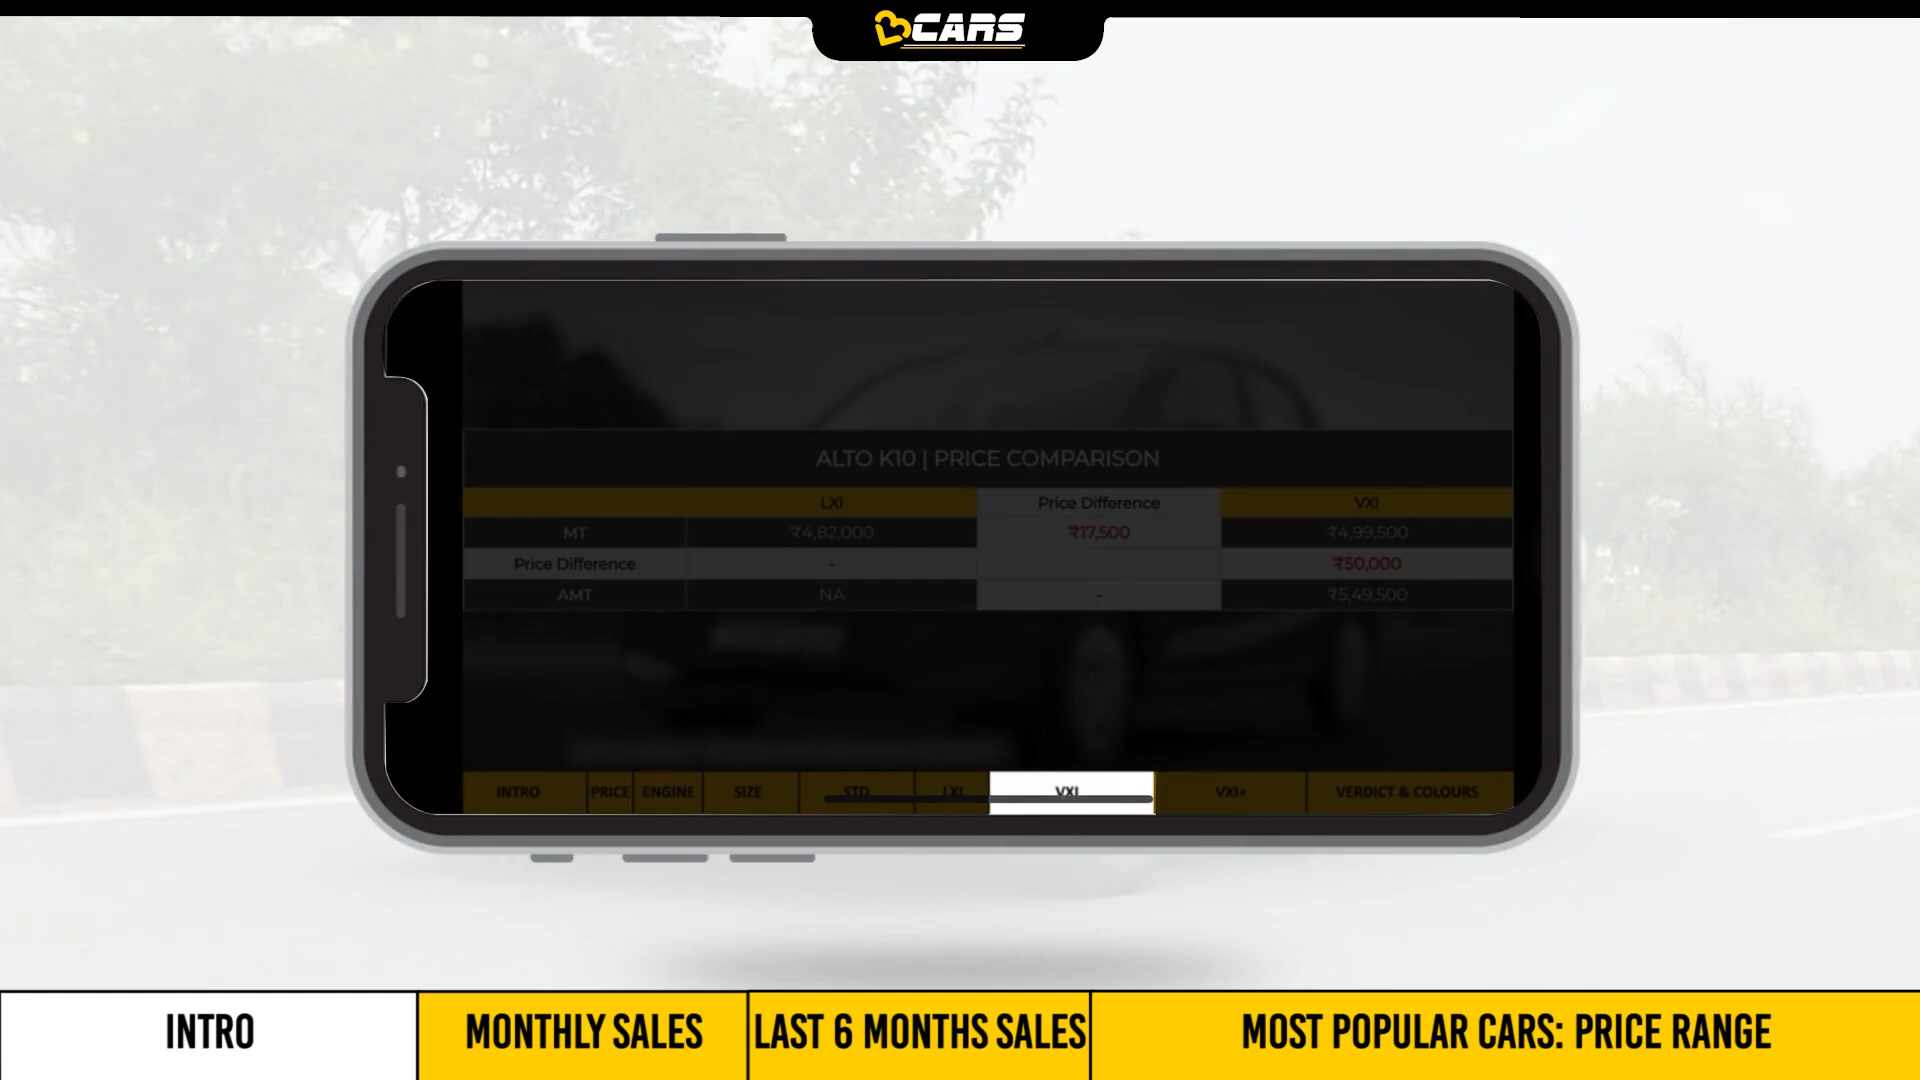 CARS
ALTO K10 | PRICE COMPARISON
LXI Price Difference VXI
MT ₹4,82,000 ₹17,500 ₹4,99,500
Price Difference - ₹50,000
AMT NA - ₹5,49,500
INTRO PRICE ENGINE SIZE STD LXI VXI VXI+ VERDICT & COLOURS
INTRO MONTHLY SALES LAST 6 MONTHS SALES MOST POPULAR CARS: PRICE RANGE